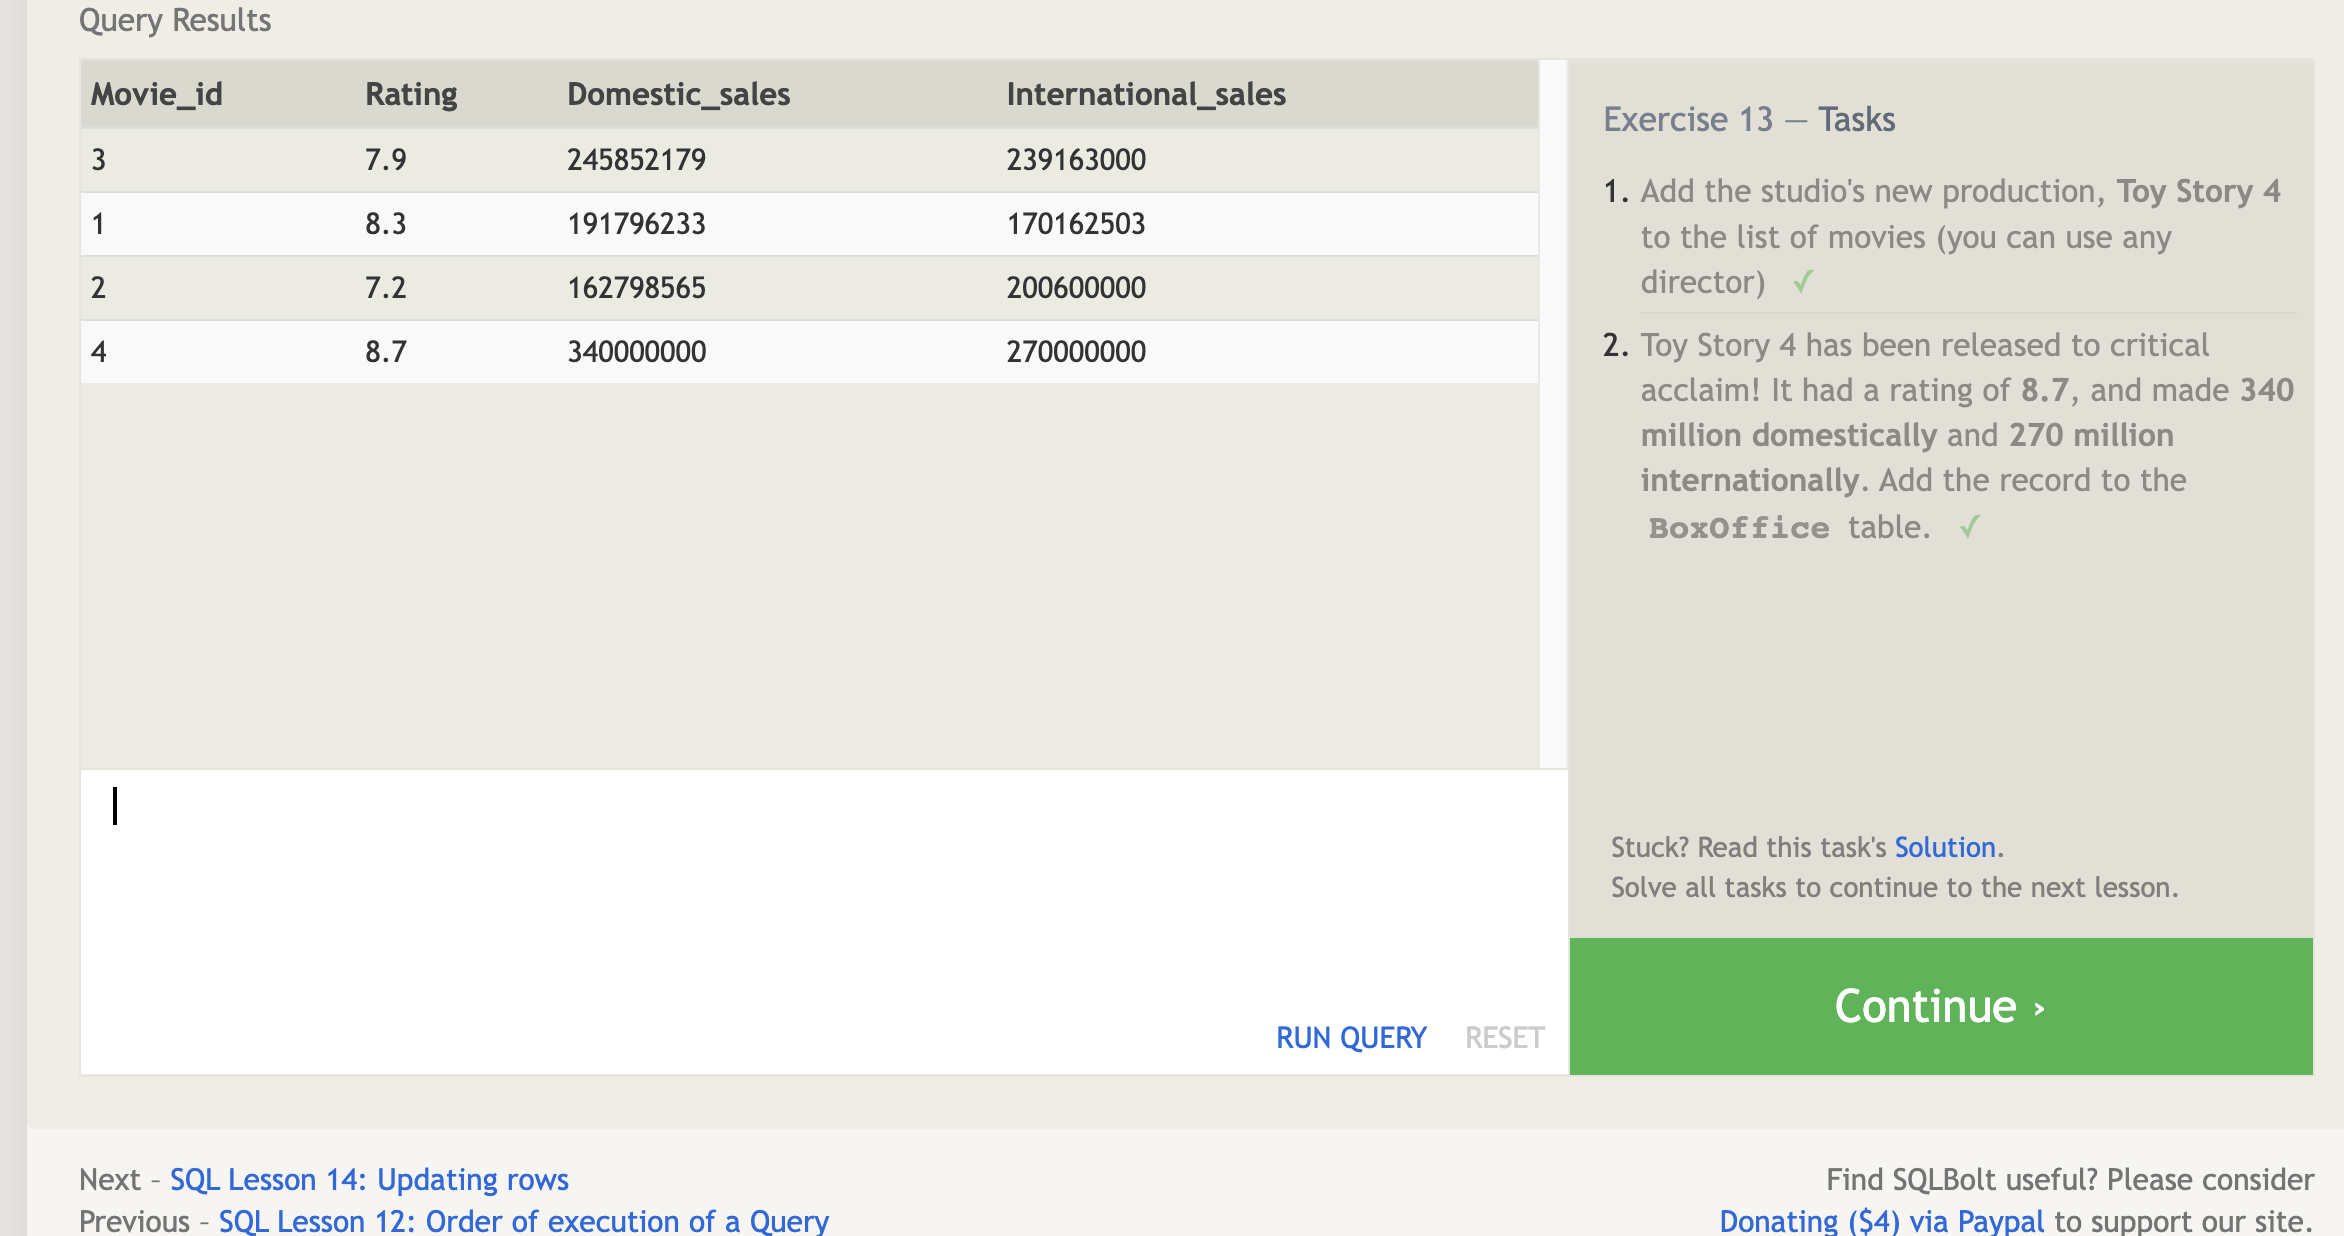 Query Results
Movie_id Rating Domestic_sales International_sales
3 7.9 245852179 239163000
1 8.3 191796233 170162503
2 7.2 162798565 200600000
4 8.7 340000000 270000000
RUN QUERY RESET
Exercise 13 — Tasks
1. Add the studio's new production, Toy Story 4
to the list of movies (you can use any
director) ✓
2. Toy Story 4 has been released to critical
acclaim! It had a rating of 8.7, and made 340
million domestically and 270 million
internationally. Add the record to the
BoxOffice table. ✓
Stuck? Read this task's Solution.
Solve all tasks to continue to the next lesson.
Continue ›
Next – SQL Lesson 14: Updating rows
Previous – SQL Lesson 12: Order of execution of a Query
Find SQLBolt useful? Please consider
Donating ($4) via Paypal to support our site.